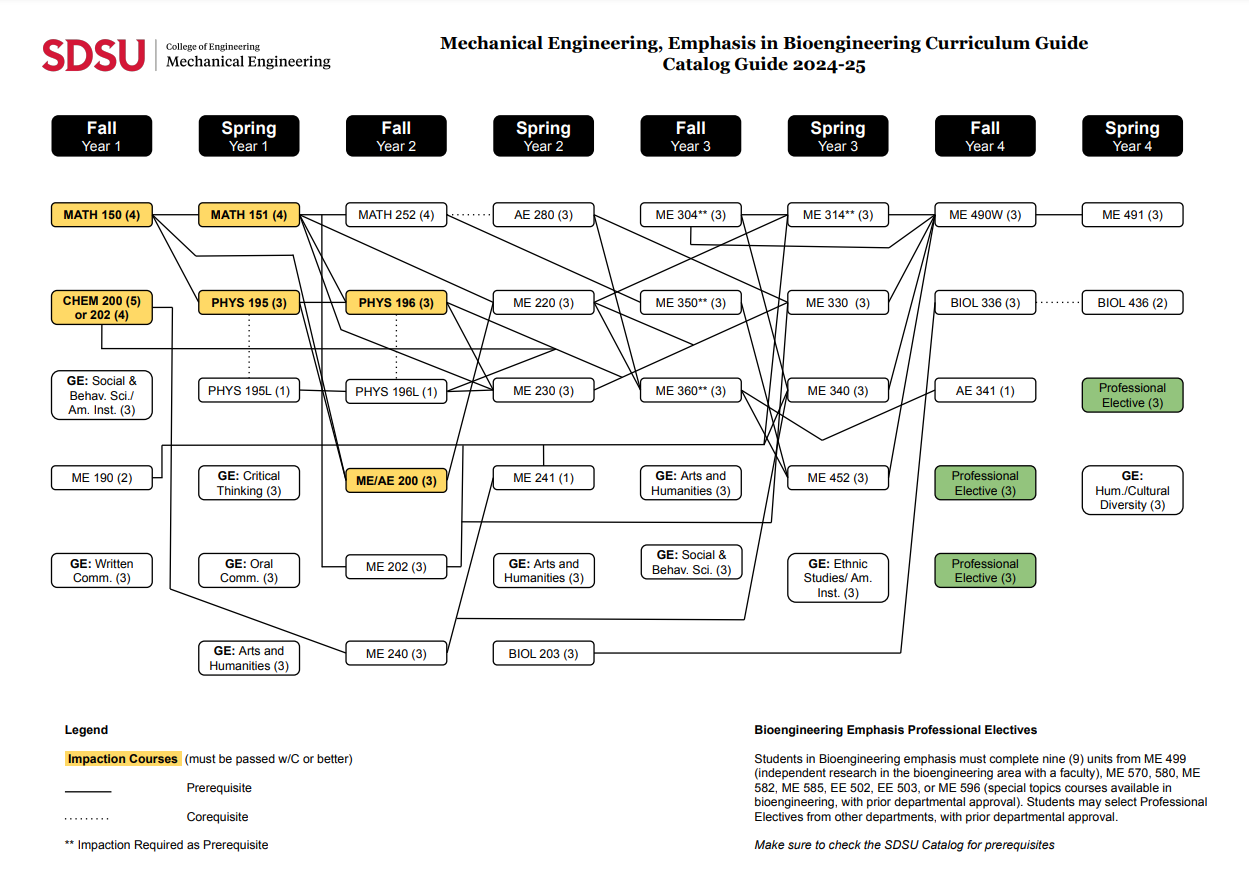 SDSU
College of Engineering
Mechanical Engineering
Mechanical Engineering, Emphasis in Bioengineering Curriculum Guide
Catalog Guide 2024-25
Fall
Year 1
Spring
Year 1
Fall
Year 2
Spring
Year 2
Fall
Year 3
Spring
Year 3
Fall
Year 4
Spring
Year 4
MATH 150 (4)
MATH 151 (4)
MATH 252 (4)
AE 280 (3)
ME 304** (3)
ME 314** (3)
ME 490W (3)
ME 491 (3)
CHEM 200 (5)
or 202 (4)
PHYS 195 (3)
PHYS 196 (3)
ME 220 (3)
ME 350** (3)
ME 330 (3)
BIOL 336 (3)
BIOL 436 (2)
GE: Social &
Behav. Sci./
Am. Inst. (3)
PHYS 195L (1)
PHYS 196L (1)
ME 230 (3)
ME 360** (3)
ME 340 (3)
AE 341 (1)
Professional
Elective (3)
ME 190 (2)
GE: Critical
Thinking (3)
ME/AE 200 (3)
ME 241 (1)
GE: Arts and
Humanities (3)
ME 452 (3)
Professional
Elective (3)
GE:
Hum./Cultural
Diversity (3)
GE: Written
Comm. (3)
GE: Oral
Comm. (3)
ME 202 (3)
GE: Arts and
Humanities (3)
GE: Social &
Behav. Sci. (3)
GE: Ethnic
Studies/ Am.
Inst. (3)
Professional
Elective (3)
GE: Arts and
Humanities (3)
ME 240 (3)
BIOL 203 (3)
Legend
Impaction Courses (must be passed w/C or better)
Prerequisite
Corequisite
** Impaction Required as Prerequisite
Bioengineering Emphasis Professional Electives
Students in Bioengineering emphasis must complete nine (9) units from ME 499
(independent research in the bioengineering area with a faculty), ME 570, 580, ME
582, ME 585, EE 502, EE 503, or ME 596 (special topics courses available in
bioengineering, with prior departmental approval). Students may select Professional
Electives from other departments, with prior departmental approval.
Make sure to check the SDSU Catalog for prerequisites